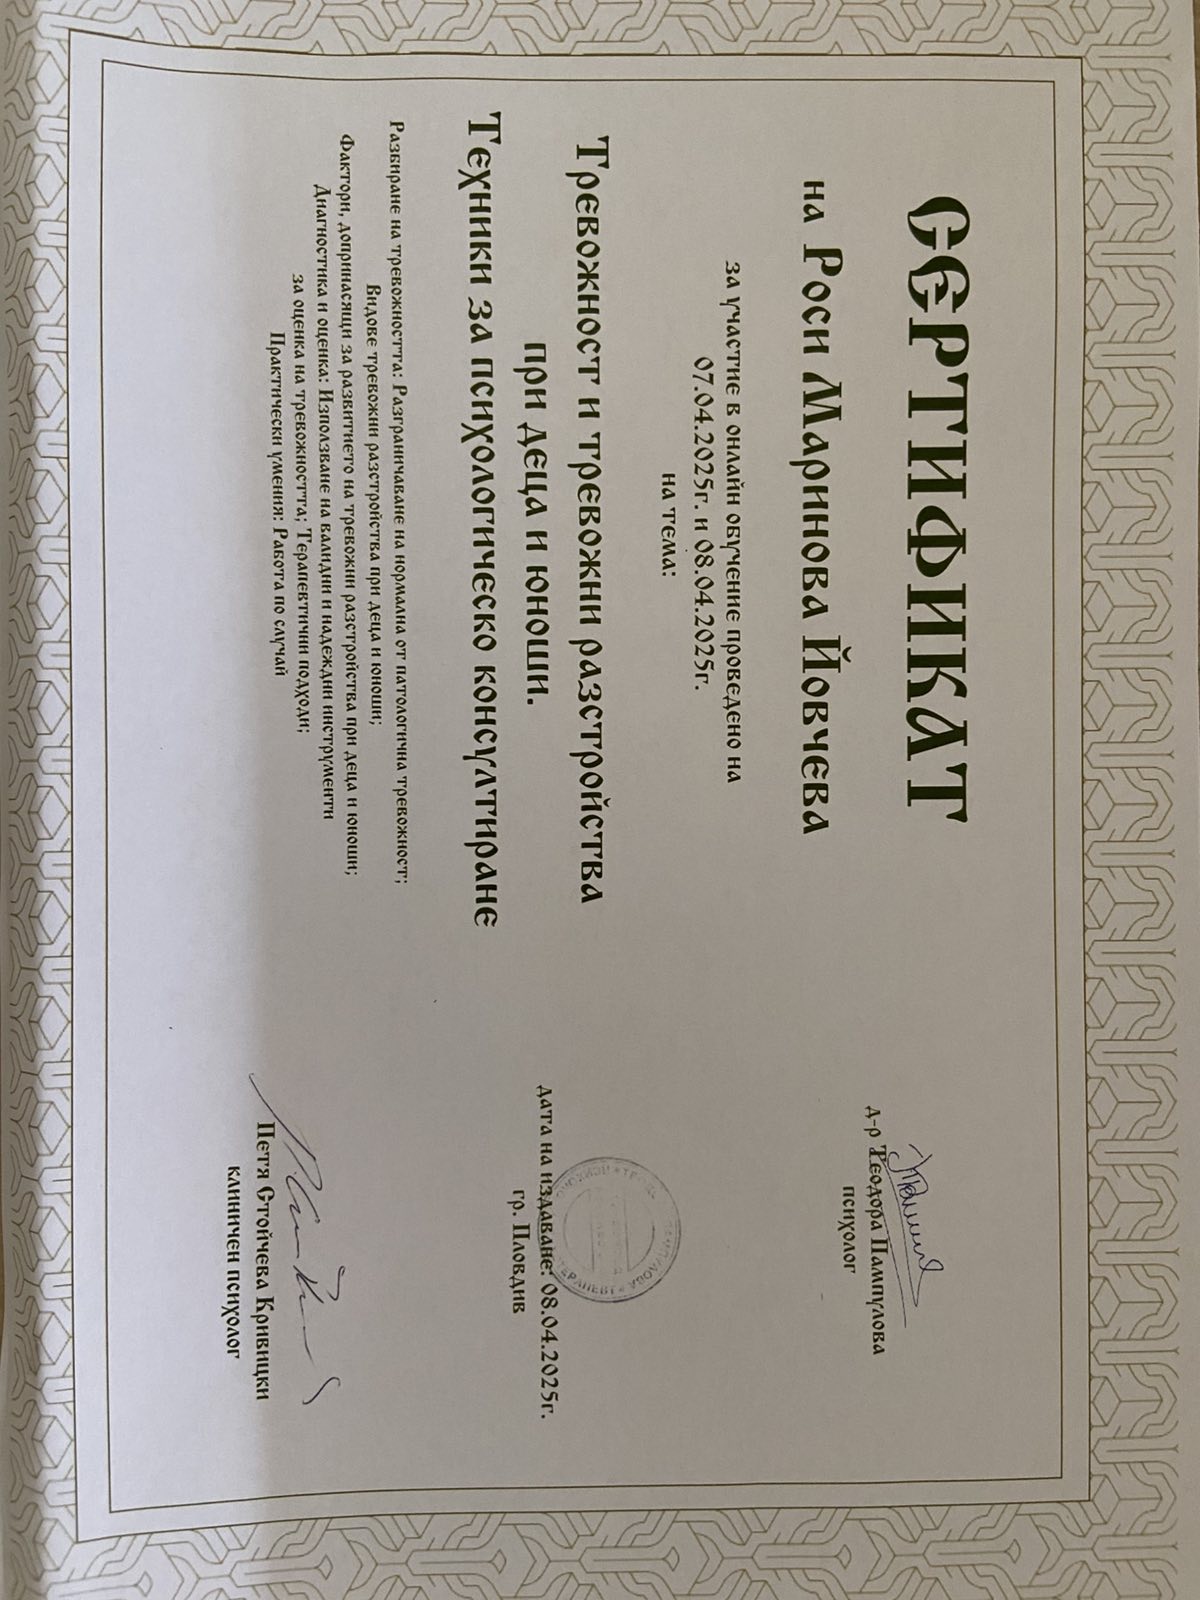 СЕРТИФИКАТ
на Роси Маринова Йовчева
за участие в онлайн обучение проведено на
07.04.2025г. и 08.04.2025г.
на тема:
Тревожност и тревожни разстройства
при деца и юноши.
Техники за психологическо консултиране
Разбиране на тревожността: Разграничаване на нормална от патологична тревожност;
Видове тревожни разстройства при деца и юноши;
Фактори, допринасящи за развитието на тревожни разстройства при деца и юноши;
Диагностика и оценка: Използване на валидни и надеждни инструменти
за оценка на тревожността; Терапевтични подходи;
Практически умения: Работа по случай
д-р Теодора Пампулова
психолог
ПАМПУЛОВА
дата на издаване: 08.04.2025г.
гр. Пловдив
Петя Стойчева Кривицки
клиничен психолог